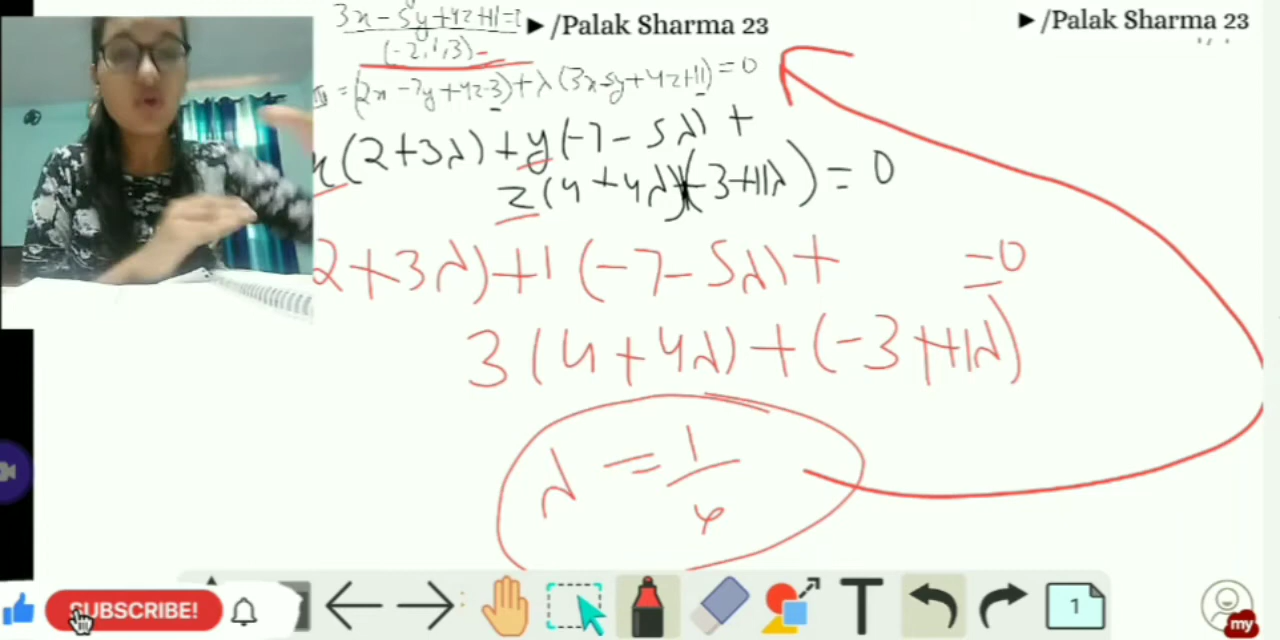 3x - 5y + 4z + 11 = 0
▶/Palak Sharma 23
▶/Palak Sharma 23
(-2, 1, 3)
= (2x - 7y + 4z - 3) + λ (3x - 5y + 4z + 11) = 0
x (2 + 3λ) + y (-7 - 5λ) +
z (4 + 4λ) + (-3 + 11λ) = 0
2 + 3λ) + 1 (-7 - 5λ) + = 0
3 (4 + 4λ) + (-3 + 11λ)
λ = 1/4
SUBSCRIBE!
T
1
my